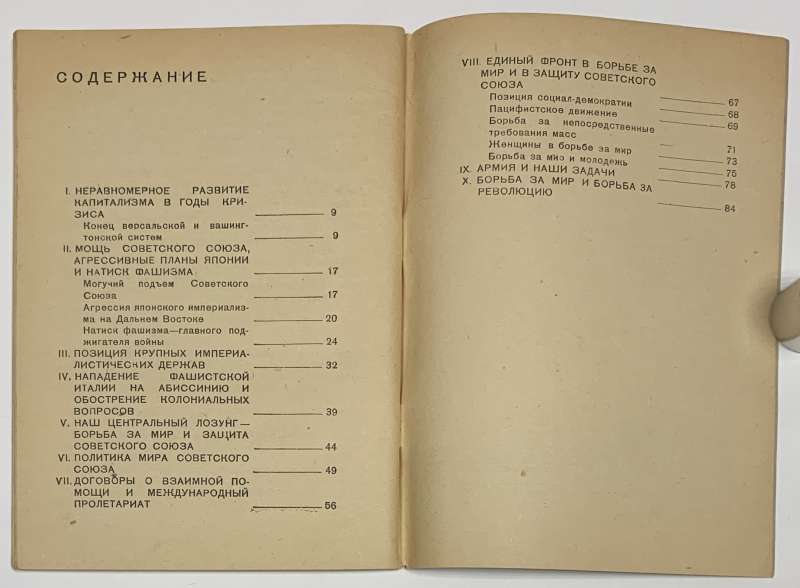 СОДЕРЖАНИЕ
I. НЕРАВНОМЕРНОЕ РАЗВИТИЕ
КАПИТАЛИЗМА В ГОДЫ КРИ-
ЗИСА 9
Конец версальской и вашинг-
тонской систем 9
II. МОЩЬ СОВЕТСКОГО СОЮЗА,
АГРЕССИВНЫЕ ПЛАНЫ ЯПОНИИ
И НАТИСК ФАШИЗМА 17
Могучий подъем Советского
Союза 17
Агрессия японского империализ-
ма на Дальнем Востоке 20
Натиск фашизма—главного под-
жигателя войны 24
III. ПОЗИЦИЯ КРУПНЫХ ИМПЕРИА-
ЛИСТИЧЕСКИХ ДЕРЖАВ 32
IV. НАПАДЕНИЕ ФАШИСТСКОЙ
ИТАЛИИ НА АБИССИНИЮ И
ОБОСТРЕНИЕ КОЛОНИАЛЬНЫХ
ВОПРОСОВ 39
V. НАШ ЦЕНТРАЛЬНЫЙ ЛОЗУНГ—
БОРЬБА ЗА МИР И ЗАЩИТА
СОВЕТСКОГО СОЮЗА 44
VI. ПОЛИТИКА МИРА СОВЕТСКОГО
СОЮЗА 49
VII. ДОГОВОРЫ О ВЗАИМНОЙ ПО-
МОЩИ И МЕЖДУНАРОДНЫЙ
ПРОЛЕТАРИАТ 56
VIII. ЕДИНЫЙ ФРОНТ В БОРЬБЕ ЗА
МИР И В ЗАЩИТУ СОВЕТСКОГО
СОЮЗА 67
Позиция социал-демократии 68
Пацифистское движение 69
Борьба за непосредственные
требования масс 71
Женщины в борьбе за мир 73
Борьба за мио и молодежь 75
IX. АРМИЯ И НАШИ ЗАДАЧИ 78
X. БОРЬБА ЗА МИР И БОРЬБА ЗА
РЕВОЛЮЦИЮ 84